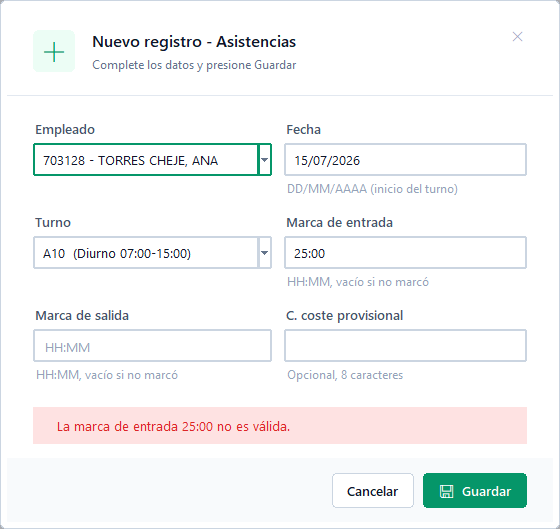 Nuevo registro - Asistencias
Complete los datos y presione Guardar
Empleado
Fecha
703128 - TORRES CHEJE, ANA
15/07/2026
DD/MM/AAAA (inicio del turno)
Turno
Marca de entrada
A10 (Diurno 07:00-15:00)
25:00
HH:MM, vacío si no marcó
Marca de salida
C. coste provisional
HH:MM
HH:MM, vacío si no marcó
Opcional, 8 caracteres
La marca de entrada 25:00 no es válida.
Cancelar
Guardar